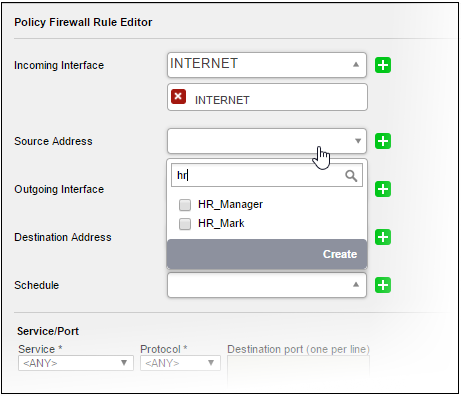 Policy Firewall Rule Editor
Incoming Interface
INTERNET
INTERNET
Source Address
hr
Outgoing Interface
HR_Manager
HR_Mark
Destination Address
Create
Schedule
Service/Port
Service * Protocol * Destination port (one per line)
<ANY> <ANY>